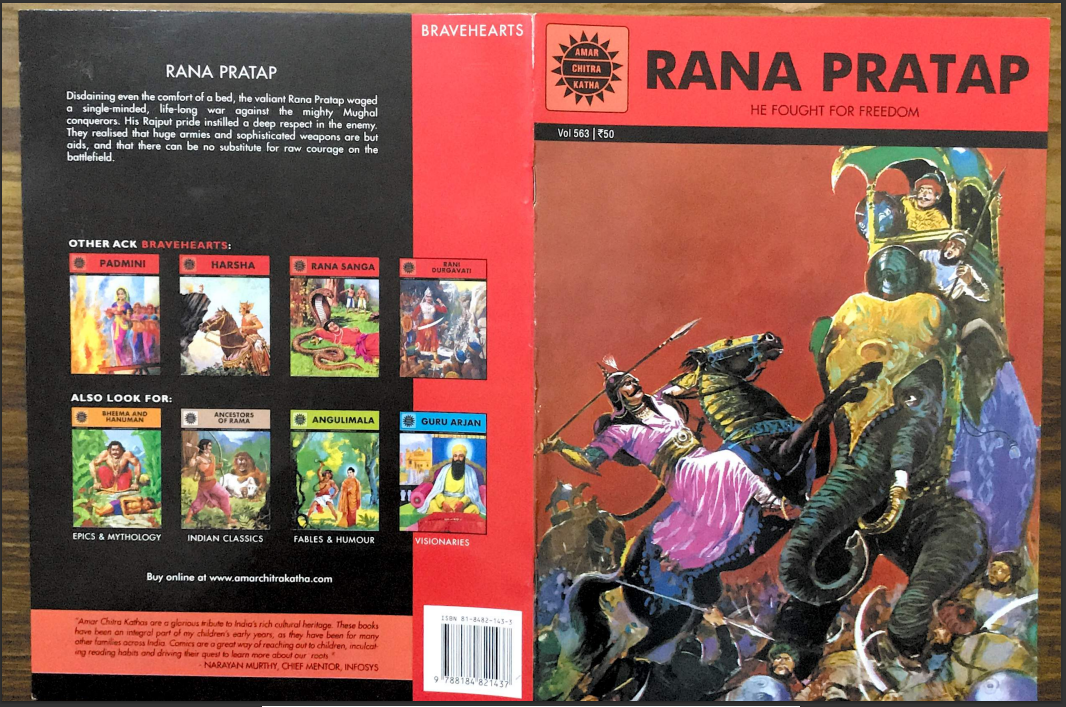 BRAVEHEARTS
RANA PRATAP
Disdaining even the comfort of a bed, the valiant Rana Pratap waged
a single-minded, life-long war against the mighty Mughal
conquerors. His Rajput pride instilled a deep respect in the enemy.
They realised that huge armies and sophisticated weapons are but
aids, and that there can be no substitute for raw courage on the
battlefield.
OTHER ACK BRAVEHEARTS:
PADMINI
HARSHA
RANA SANGA
RANI
DURGAVATI
ALSO LOOK FOR:
BHEEMA AND
HANUMAN
ANCESTORS
OF RAMA
ANGULIMALA
GURU ARJAN
EPICS & MYTHOLOGY
INDIAN CLASSICS
FABLES & HUMOUR
VISIONARIES
Buy online at www.amarchitrakatha.com
"Amar Chitra Kathas are a glorious tribute to India's rich cultural heritage. These books
have been an integral part of my children's early years, as they have been for many
other families across India. Comics are a great way of reaching out to children, inculcat-
ing reading habits and driving their quest to learn more about our roots."
- NARAYAN MURTHY, CHIEF MENTOR, INFOSYS
ISBN 81-8482-143-3
9 788184 821437
AMAR
CHITRA
KATHA
RANA PRATAP
HE FOUGHT FOR FREEDOM
Vol 563 | ₹50